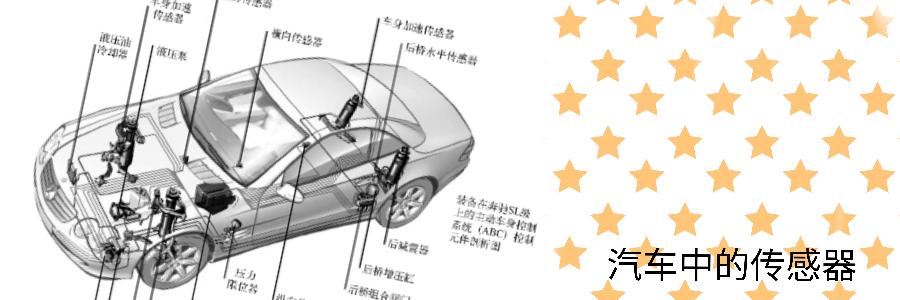 车身加速
传感器
传感器
液压油
冷却器
液压泵
横向传感器
车身加速传感器
后桥水平传感器
装备在奔驰SL级
上的主动车身控制
系统（ABC）控制
元件剖析图
后减震器
后桥增压缸
后桥组合阀门
压力
限位器
汽车中的传感器